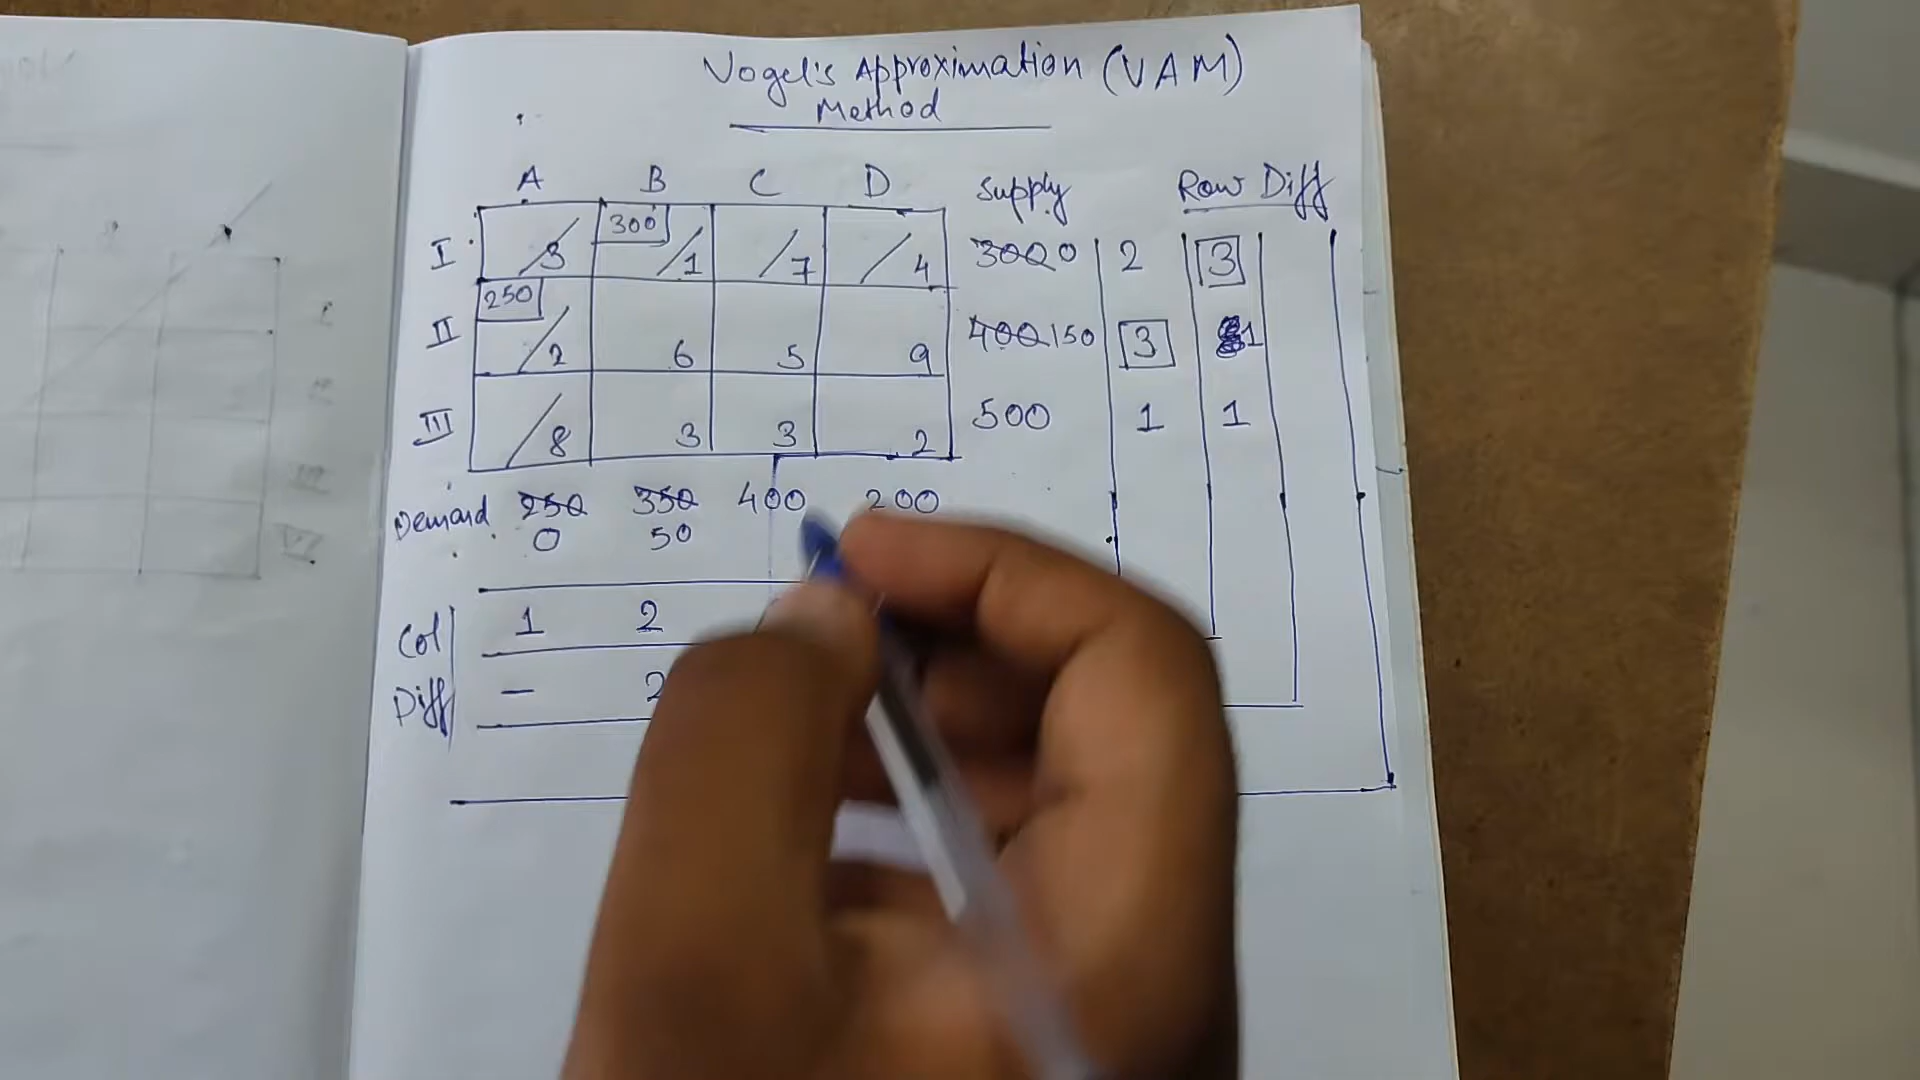 Vogel's Approximation (VAM)
Method
A B C D Supply Row Diff
I 3 300 1 7 4 300 0 2 3
II 250 2 6 5 9 400 150 3 1
III 8 3 3 2 500 1 1
Demand 250 350 400 200
0 50
Col 1 2
Diff — 2